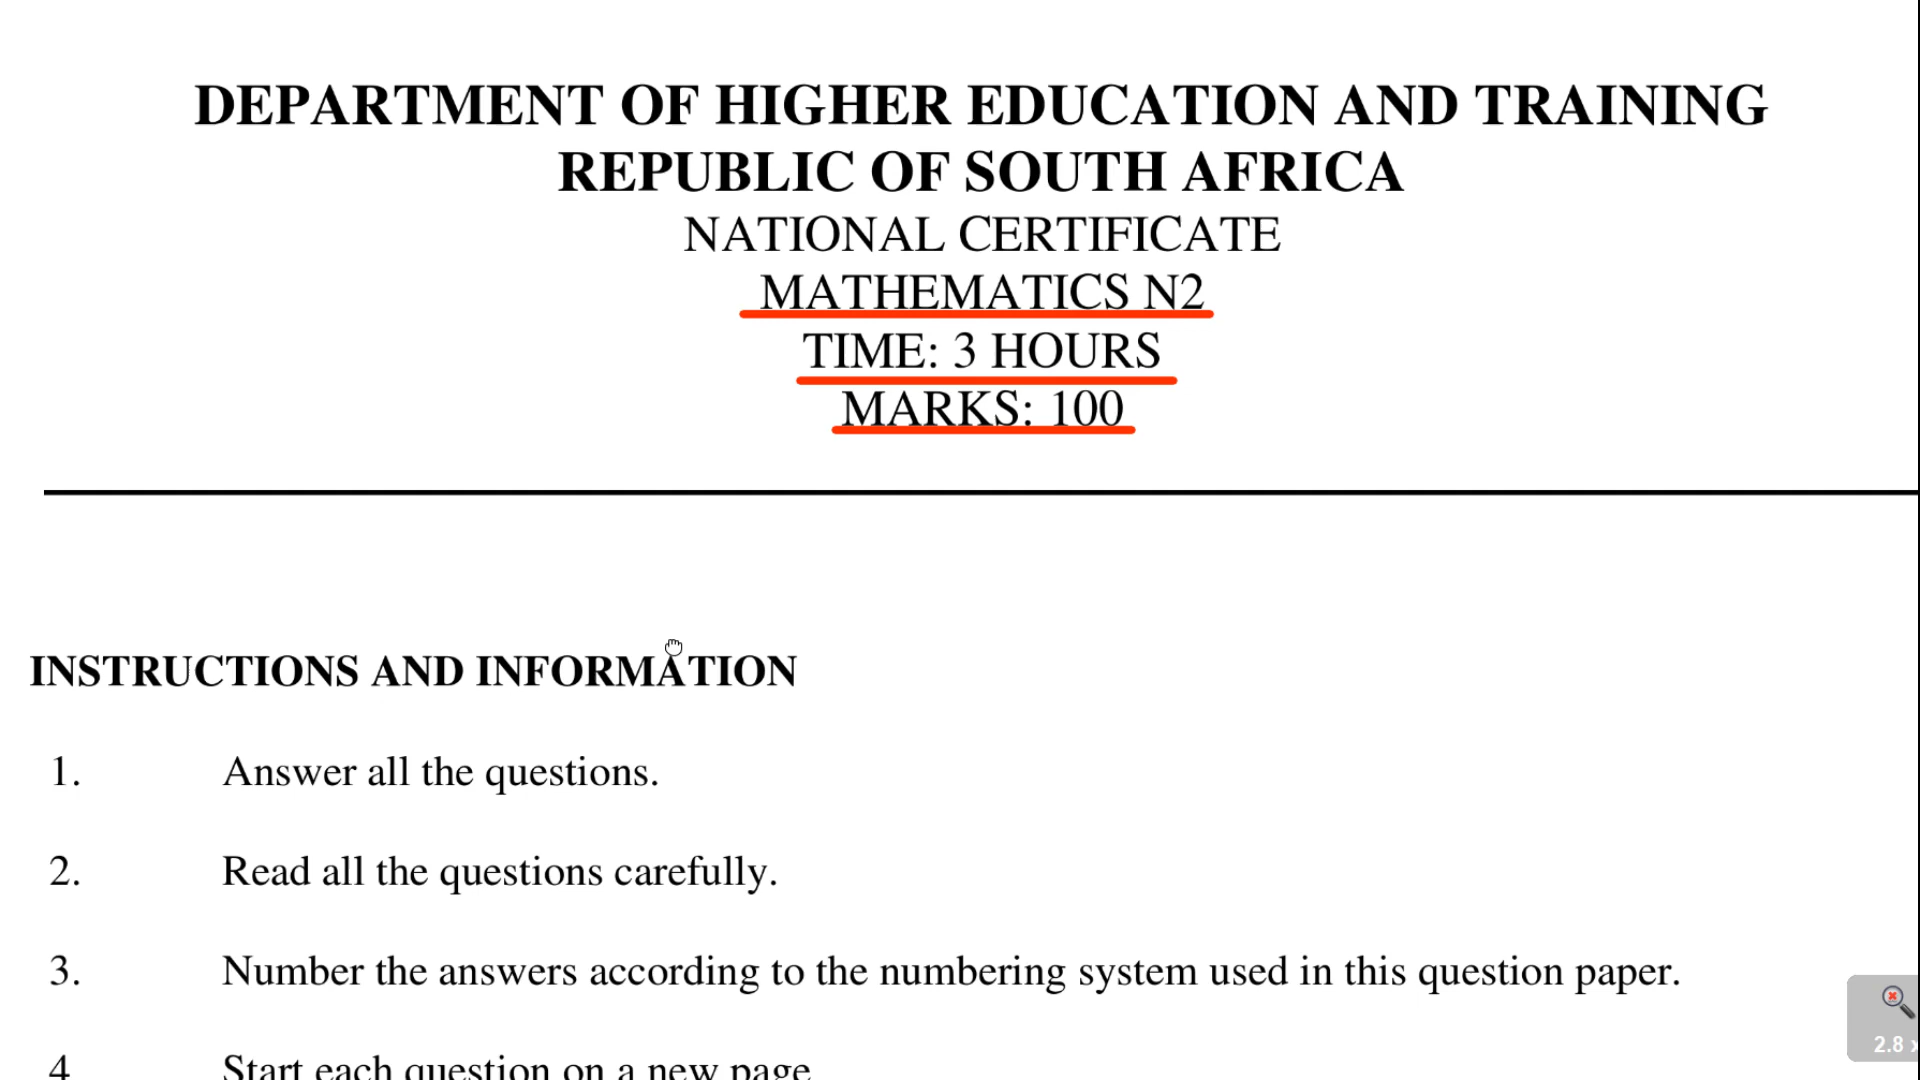 DEPARTMENT OF HIGHER EDUCATION AND TRAINING
REPUBLIC OF SOUTH AFRICA
NATIONAL CERTIFICATE
MATHEMATICS N2
TIME: 3 HOURS
MARKS: 100
INSTRUCTIONS AND INFORMATION
1. Answer all the questions.
2. Read all the questions carefully.
3. Number the answers according to the numbering system used in this question paper.
4 Start each question on a new page
2.8 x